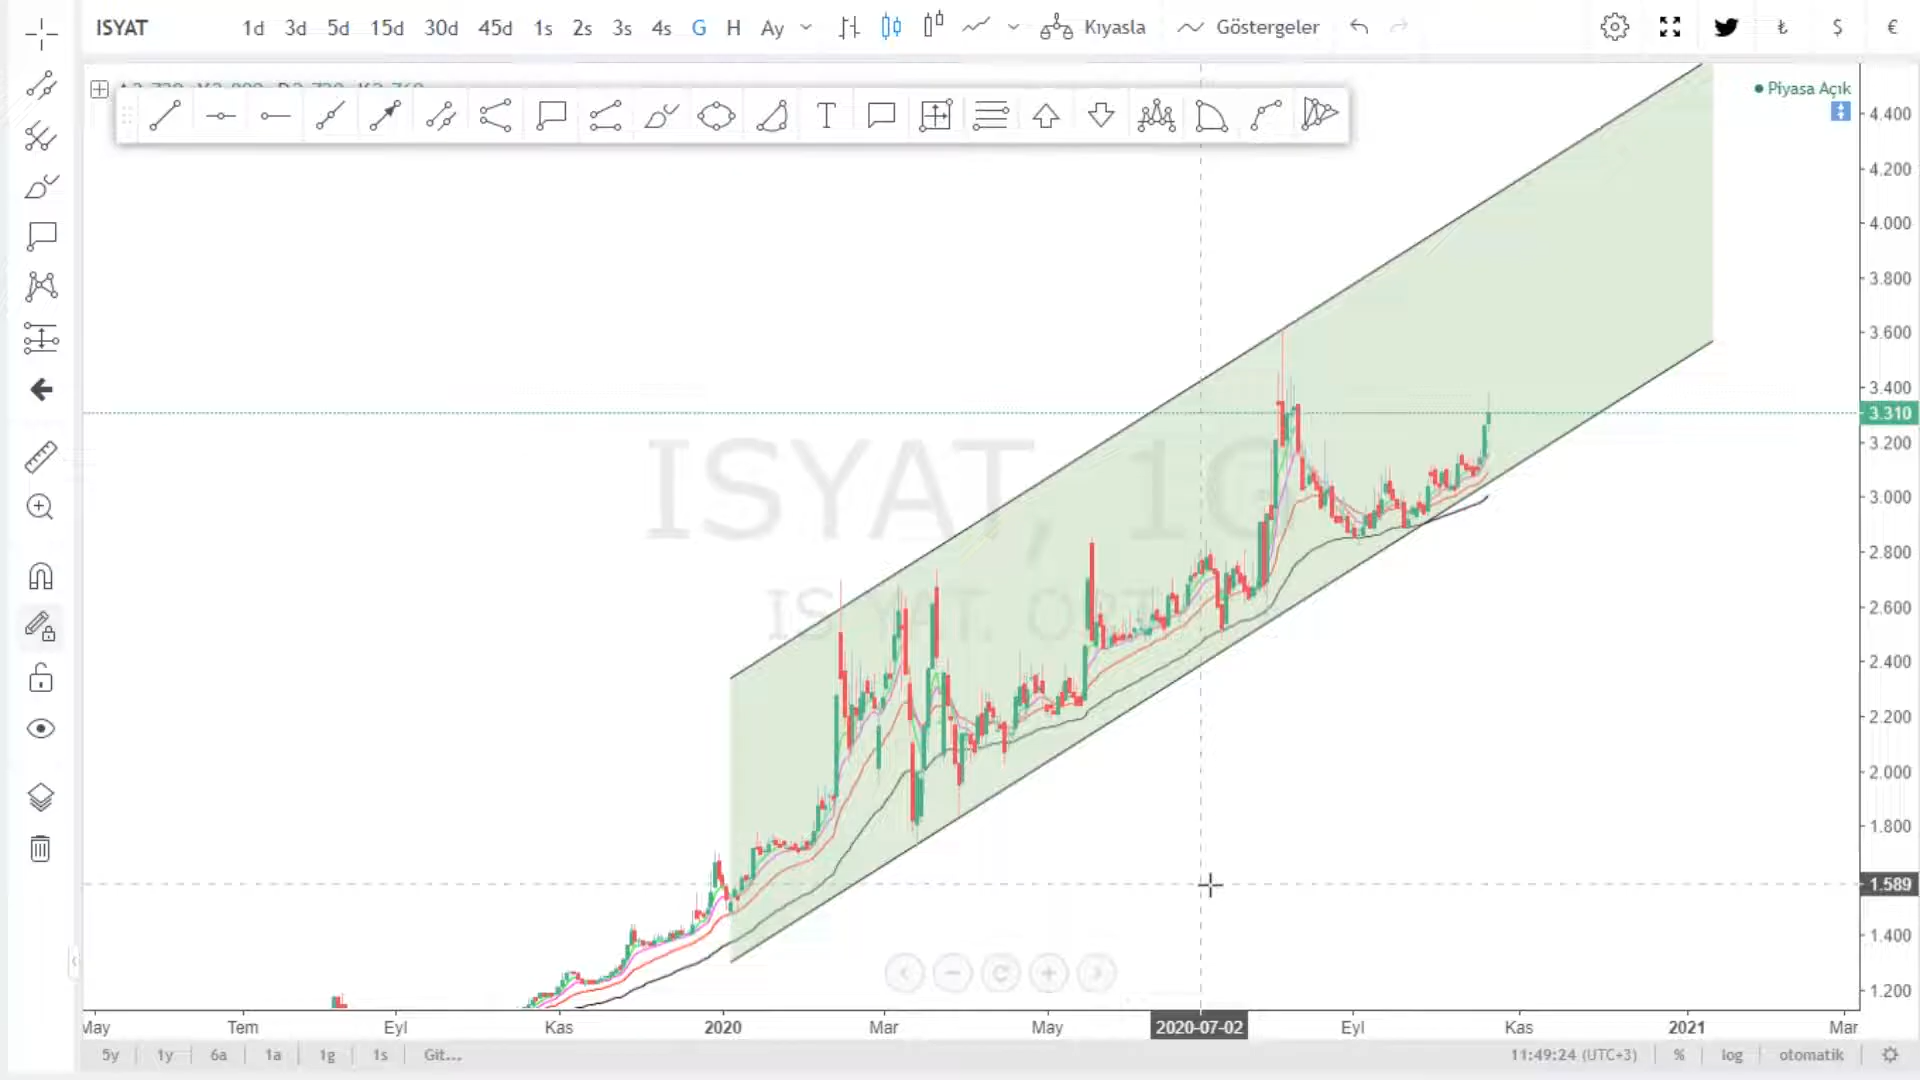 ISYAT 1d 3d 5d 15d 30d 45d 1s 2s 3s 4s G H Ay Kıyasla Göstergeler ₺ $ €
Piyasa Açık
T
4.400
4.200
4.000
3.800
3.600
3.400
3.310
3.200
3.000
2.800
2.600
2.400
2.200
2.000
1.800
1.589
1.400
1.200
ISYAT, 1G
IS YAT. ORT
May Tem Eyl Kas 2020 Mar May 2020-07-02 Eyl Kas 2021 Mar
5y 1y 6a 1a 1g 1s Git... 11:49:24 (UTC+3) % log otomatik